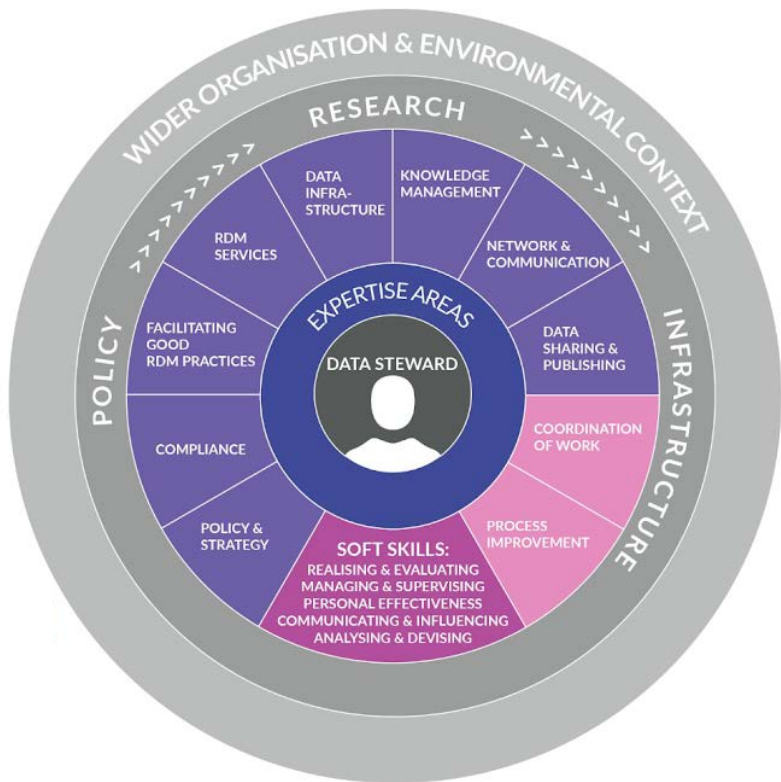 WIDER ORGANISATION & ENVIRONMENTAL CONTEXT
RESEARCH
>>>>>>>>>>
>>>>>>>>>>
POLICY
INFRASTRUCTURE
DATA
INFRA-
STRUCTURE
KNOWLEDGE
MANAGEMENT
RDM
SERVICES
NETWORK &
COMMUNICATION
FACILITATING
GOOD
RDM PRACTICES
EXPERTISE AREAS
DATA STEWARD
DATA
SHARING &
PUBLISHING
COMPLIANCE
COORDINATION
OF WORK
POLICY &
STRATEGY
PROCESS
IMPROVEMENT
SOFT SKILLS:
REALISING & EVALUATING
MANAGING & SUPERVISING
PERSONAL EFFECTIVENESS
COMMUNICATING & INFLUENCING
ANALYSING & DEVISING